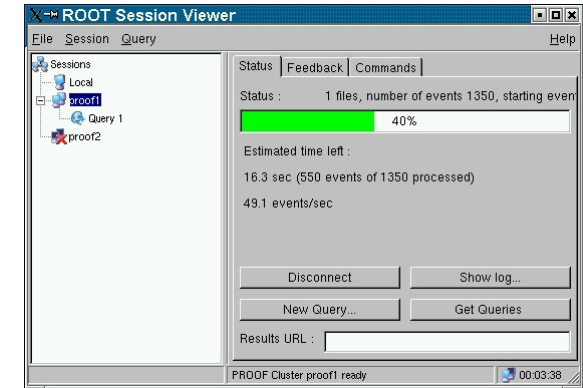 ROOT Session Viewer
File Session Query Help
Sessions
Local
proof1
Query 1
proof2
Status Feedback Commands
Status : 1 files, number of events 1350, starting even
40%
Estimated time left :
16.3 sec (550 events of 1350 processed)
49.1 events/sec
Disconnect Show log...
New Query... Get Queries
Results URL :
PROOF Cluster proof1 ready 00:03:38